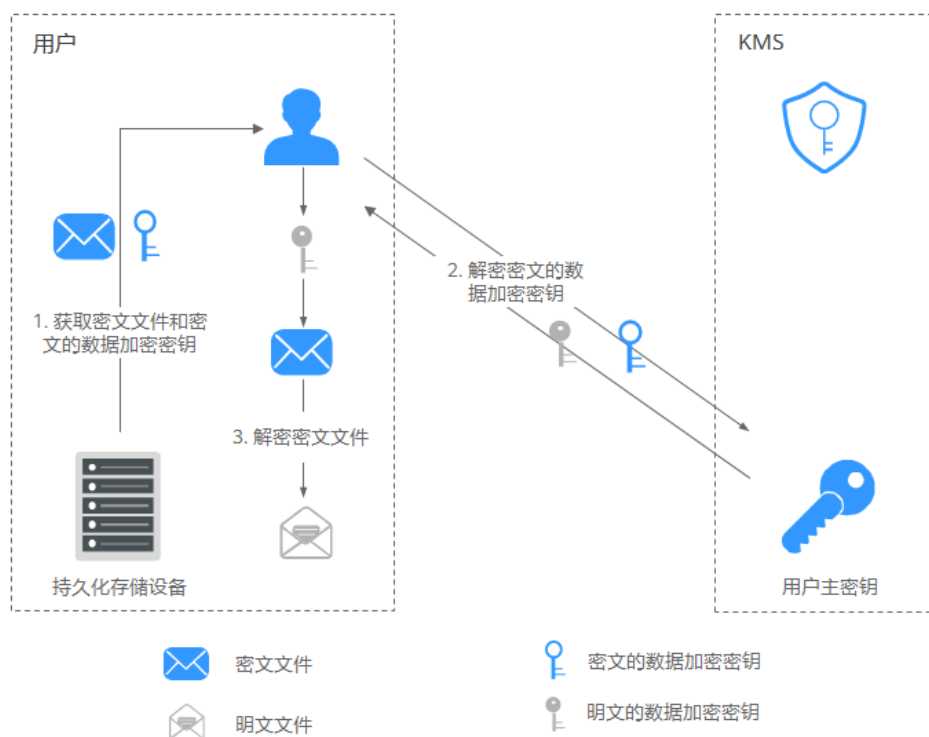 用户
KMS
2. 解密密文的数
据加密密钥
1. 获取密文文件和密
文的数据加密密钥
3. 解密密文文件
持久化存储设备
用户主密钥
密文文件
密文的数据加密密钥
明文文件
明文的数据加密密钥